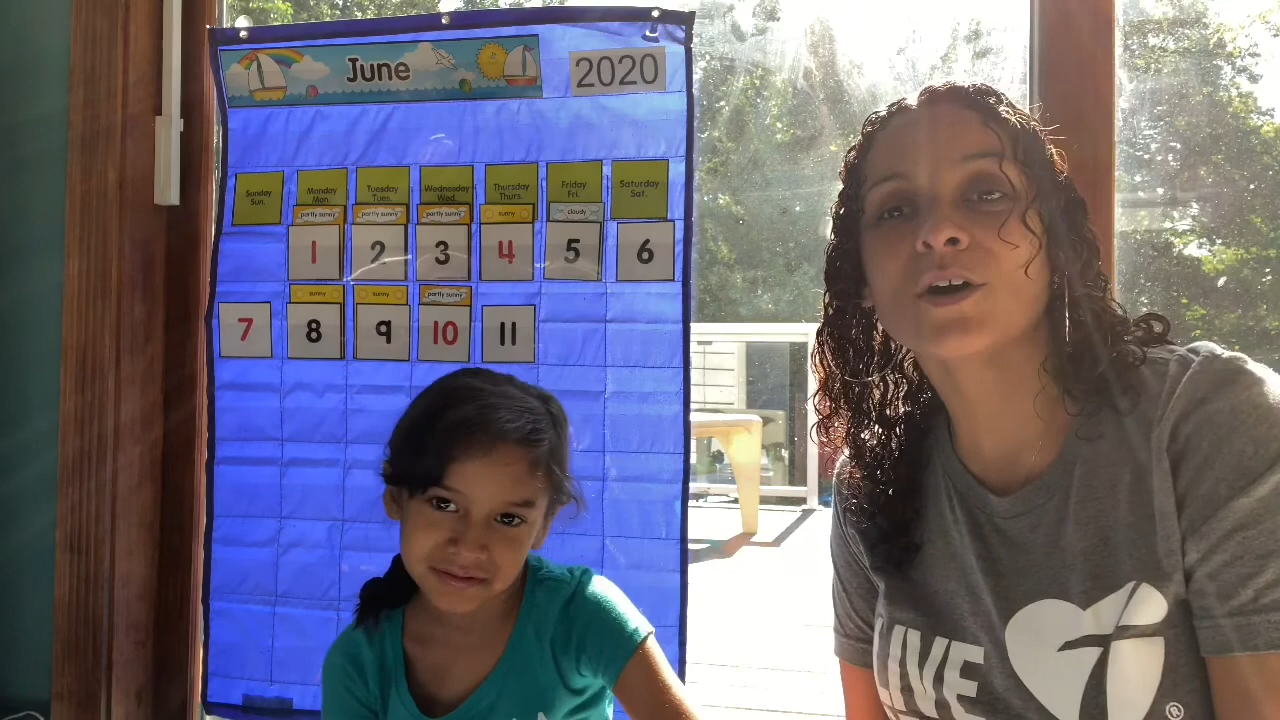 June 2020
Sunday Sun. Monday Mon. Tuesday Tues. Wednesday Wed. Thursday Thurs. Friday Fri. Saturday Sat.
partly sunny partly sunny partly sunny sunny cloudy
1 2 3 4 5 6
sunny sunny partly sunny
7 8 9 10 11
LIVE ®